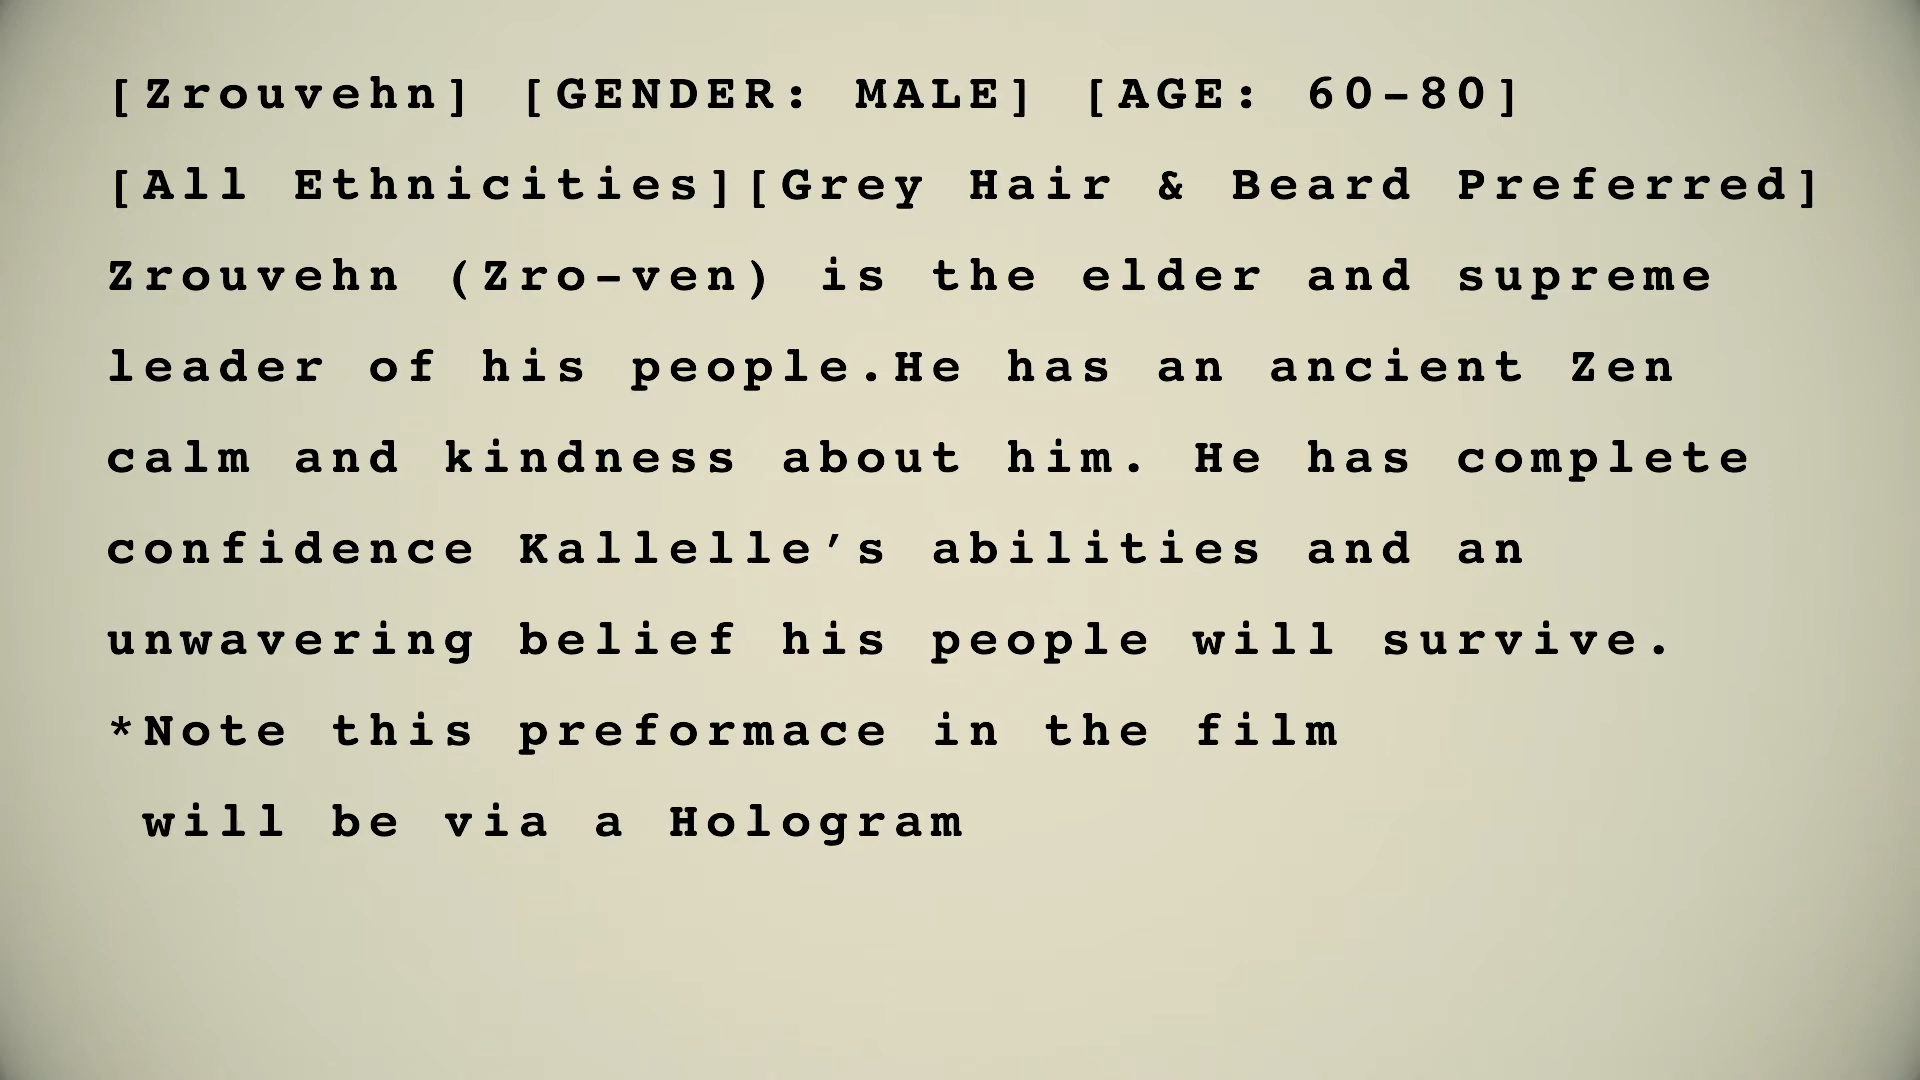 [Zrouvehn] [GENDER: MALE] [AGE: 60-80]
[All Ethnicities][Grey Hair & Beard Preferred]
Zrouvehn (Zro-ven) is the elder and supreme
leader of his people.He has an ancient Zen
calm and kindness about him. He has complete
confidence Kallelle’s abilities and an
unwavering belief his people will survive.
*Note this preformace in the film
will be via a Hologram